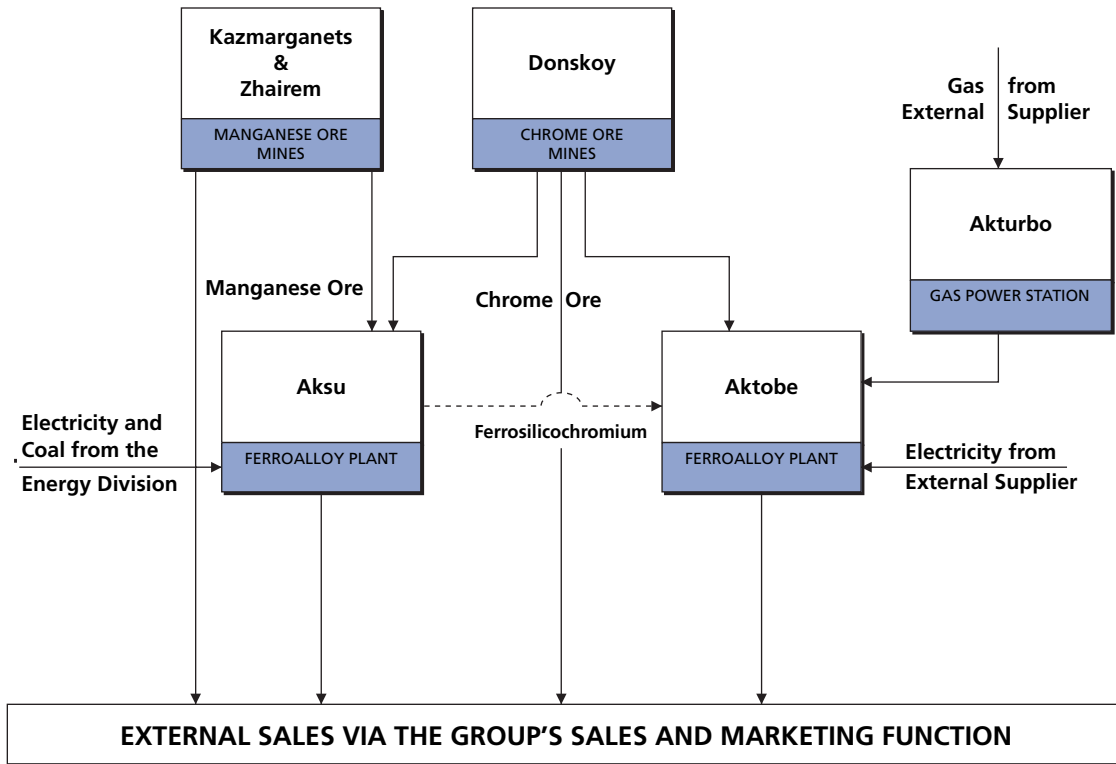 Kazmarganets
&
Zhairem
MANGANESE ORE
MINES
Donskoy
CHROME ORE
MINES
Gas from
External Supplier
Akturbo
GAS POWER STATION
Manganese Ore
Chrome Ore
Aksu
FERROALLOY PLANT
Ferrosilicochromium
Aktobe
FERROALLOY PLANT
Electricity and
Coal from the
Energy Division
Electricity from
External Supplier
EXTERNAL SALES VIA THE GROUP’S SALES AND MARKETING FUNCTION